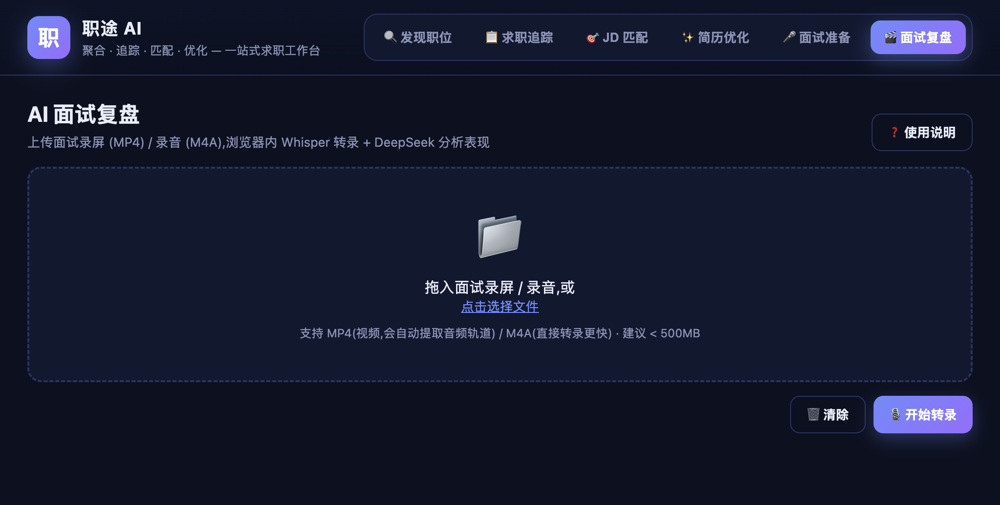 职
职途 AI
聚合 · 追踪 · 匹配 · 优化 — 一站式求职工作台
🔍 发现职位
📋 求职追踪
🎯 JD 匹配
✨ 简历优化
🎤 面试准备
🎬 面试复盘
AI 面试复盘
上传面试录屏 (MP4) / 录音 (M4A),浏览器内 Whisper 转录 + DeepSeek 分析表现
❓ 使用说明
拖入面试录屏 / 录音,或
点击选择文件
支持 MP4(视频,会自动提取音频轨道) / M4A(直接转录更快) · 建议 < 500MB
🗑️ 清除
🎙️ 开始转录